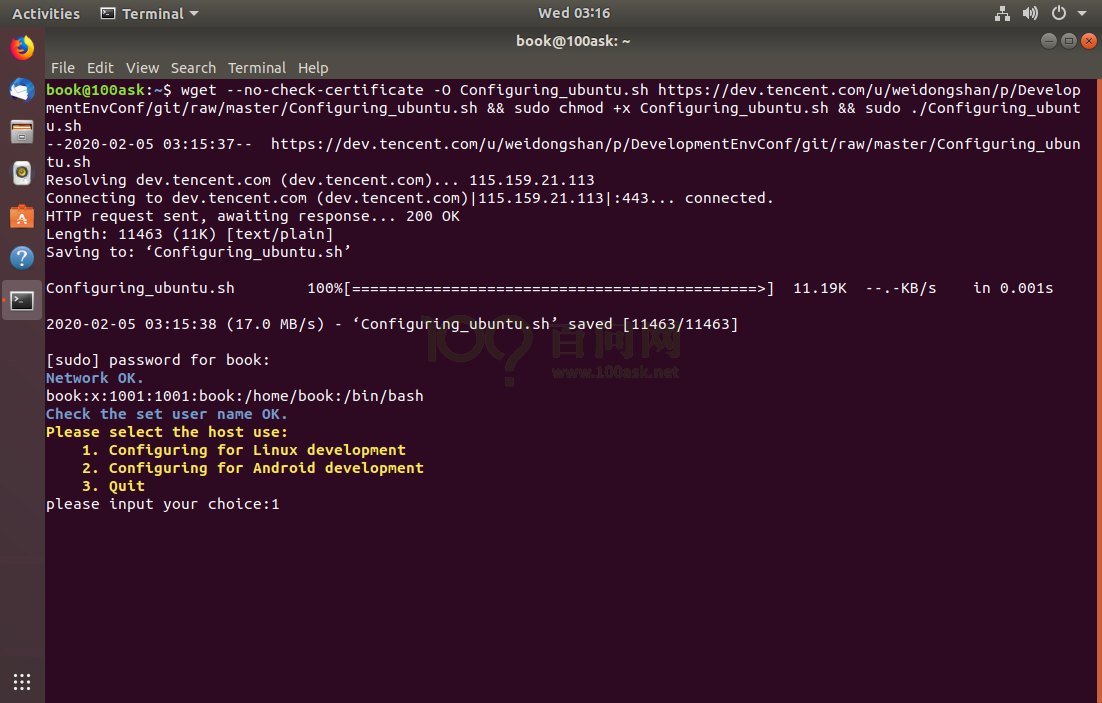 Activities Terminal Wed 03:16
book@100ask: ~
File Edit View Search Terminal Help
book@100ask:~$ wget --no-check-certificate -O Configuring_ubuntu.sh https://dev.tencent.com/u/weidongshan/p/Develop
mentEnvConf/git/raw/master/Configuring_ubuntu.sh && sudo chmod +x Configuring_ubuntu.sh && sudo ./Configuring_ubunt
u.sh
--2020-02-05 03:15:37--  https://dev.tencent.com/u/weidongshan/p/DevelopmentEnvConf/git/raw/master/Configuring_ubun
tu.sh
Resolving dev.tencent.com (dev.tencent.com)... 115.159.21.113
Connecting to dev.tencent.com (dev.tencent.com)|115.159.21.113|:443... connected.
HTTP request sent, awaiting response... 200 OK
Length: 11463 (11K) [text/plain]
Saving to: ‘Configuring_ubuntu.sh’
Configuring_ubuntu.sh        100%[=============================================>]  11.19K  --.-KB/s    in 0.001s
2020-02-05 03:15:38 (17.0 MB/s) - ‘Configuring_ubuntu.sh’ saved [11463/11463]
100? 百问网
www.100ask.net
[sudo] password for book:
Network OK.
book:x:1001:1001:book:/home/book:/bin/bash
Check the set user name OK.
Please select the host use:
    1. Configuring for Linux development
    2. Configuring for Android development
    3. Quit
please input your choice:1